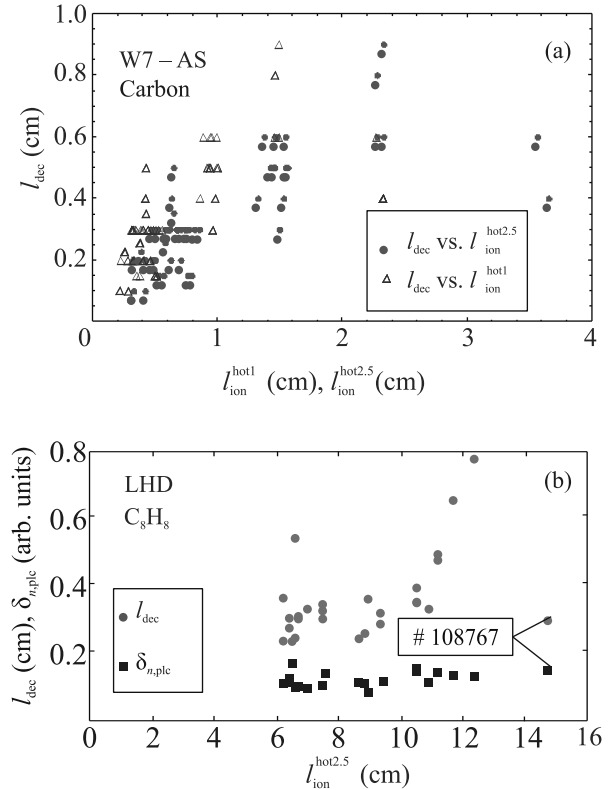 1.0
0.8
0.6
0.4
0.2
0
l_dec (cm)
W7 – AS
Carbon
(a)
l_dec vs. l_ion^hot2.5
l_dec vs. l_ion^hot1
0 1 2 3 4
l_ion^hot1 (cm), l_ion^hot2.5 (cm)
0.8
0.6
0.4
0.2
l_dec (cm), δ_n,plc (arb. units)
LHD
C₈H₈
(b)
l_dec
δ_n,plc
# 108767
0 2 4 6 8 10 12 14 16
l_ion^hot2.5 (cm)